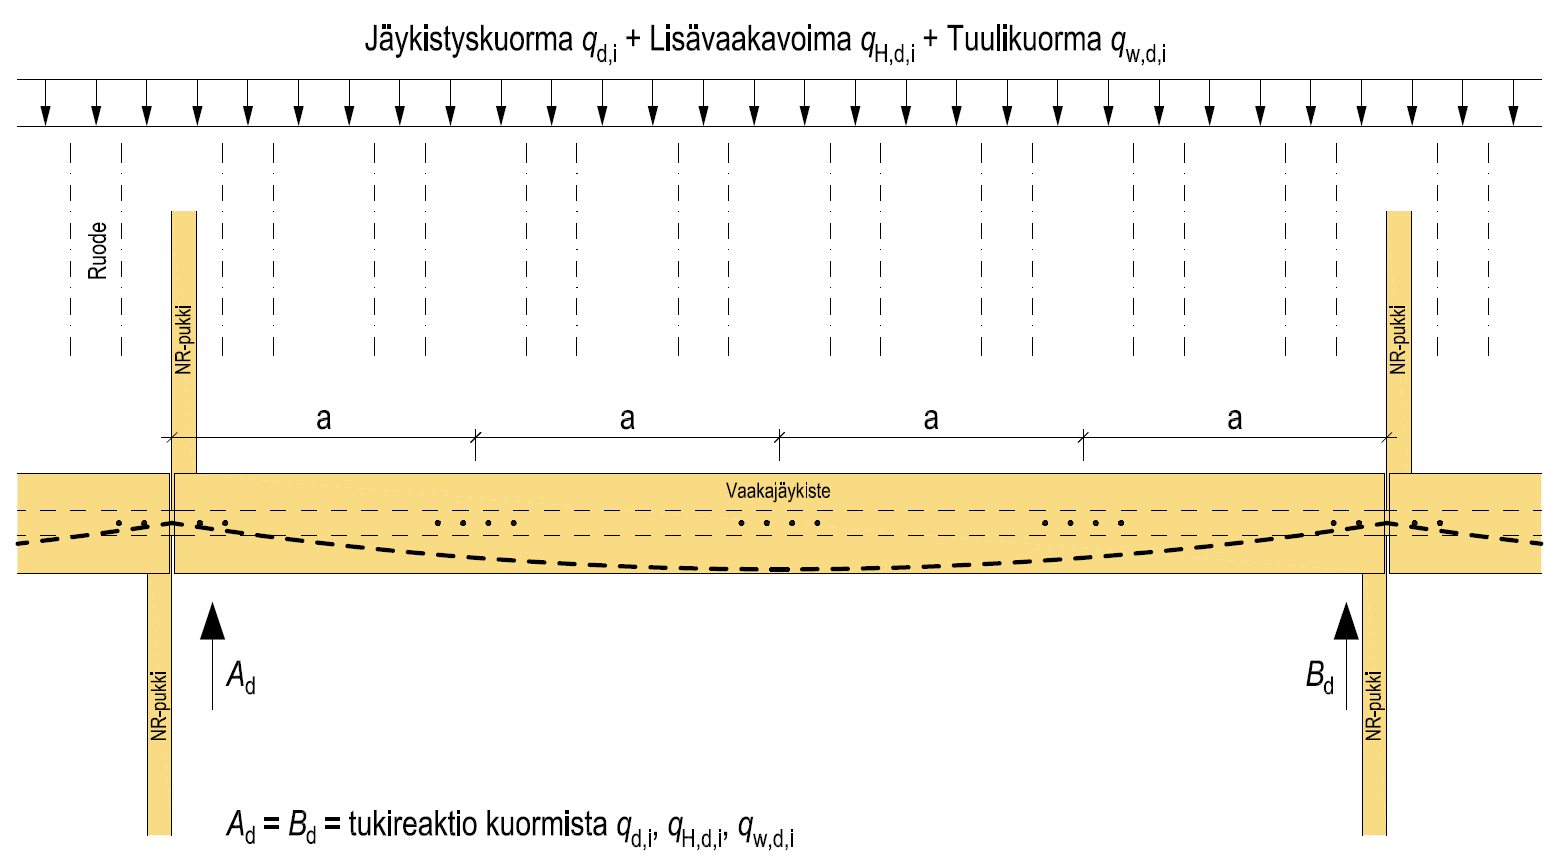 Jäykistyskuorma qd,i + Lisävaakavoima qH,d,i + Tuulikuorma qw,d,i
Ruode
NR-pukki
NR-pukki
a
a
a
a
Vaakajäykiste
Ad
Bd
NR-pukki
NR-pukki
Ad = Bd = tukireaktio kuormista qd,i, qH,d,i, qw,d,i